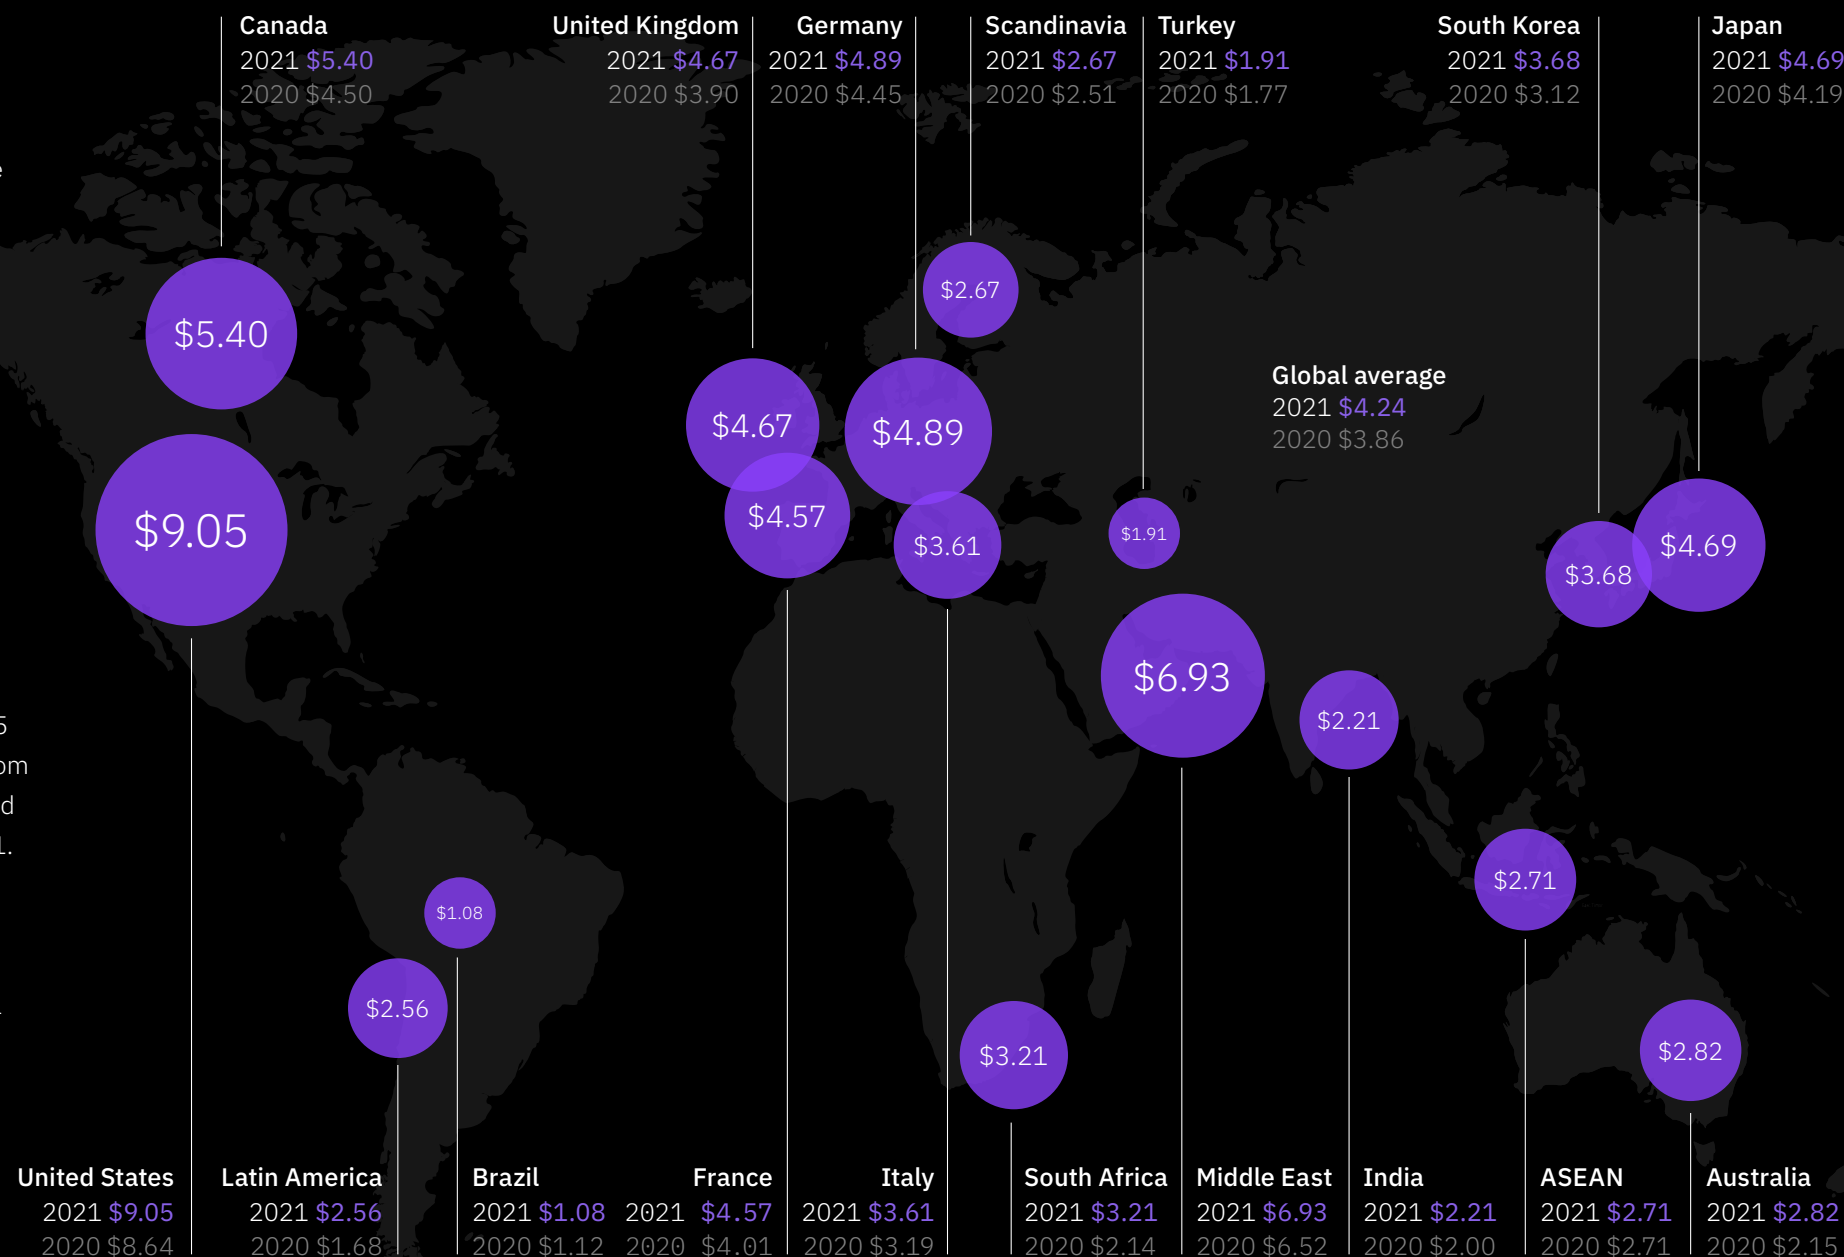 Canada
2021 $5.40
2020 $4.50
United Kingdom
2021 $4.67
2020 $3.90
Germany
2021 $4.89
2020 $4.45
Scandinavia
2021 $2.67
2020 $2.51
Turkey
2021 $1.91
2020 $1.77
South Korea
2021 $3.68
2020 $3.12
Japan
2021 $4.69
2020 $4.19
$2.67
$5.40
Global average
2021 $4.24
2020 $3.86
$4.67
$4.89
$9.05
$4.57
$3.61
$1.91
$3.68
$4.69
$6.93
$2.21
$2.71
$1.08
$2.56
$3.21
$2.82
United States
2021 $9.05
2020 $8.64
Latin America
2021 $2.56
2020 $1.68
Brazil
2021 $1.08
2020 $1.12
France
2021 $4.57
2020 $4.01
Italy
2021 $3.61
2020 $3.19
South Africa
2021 $3.21
2020 $2.14
Middle East
2021 $6.93
2020 $6.52
India
2021 $2.21
2020 $2.00
ASEAN
2021 $2.71
2020 $2.71
Australia
2021 $2.82
2020 $2.15